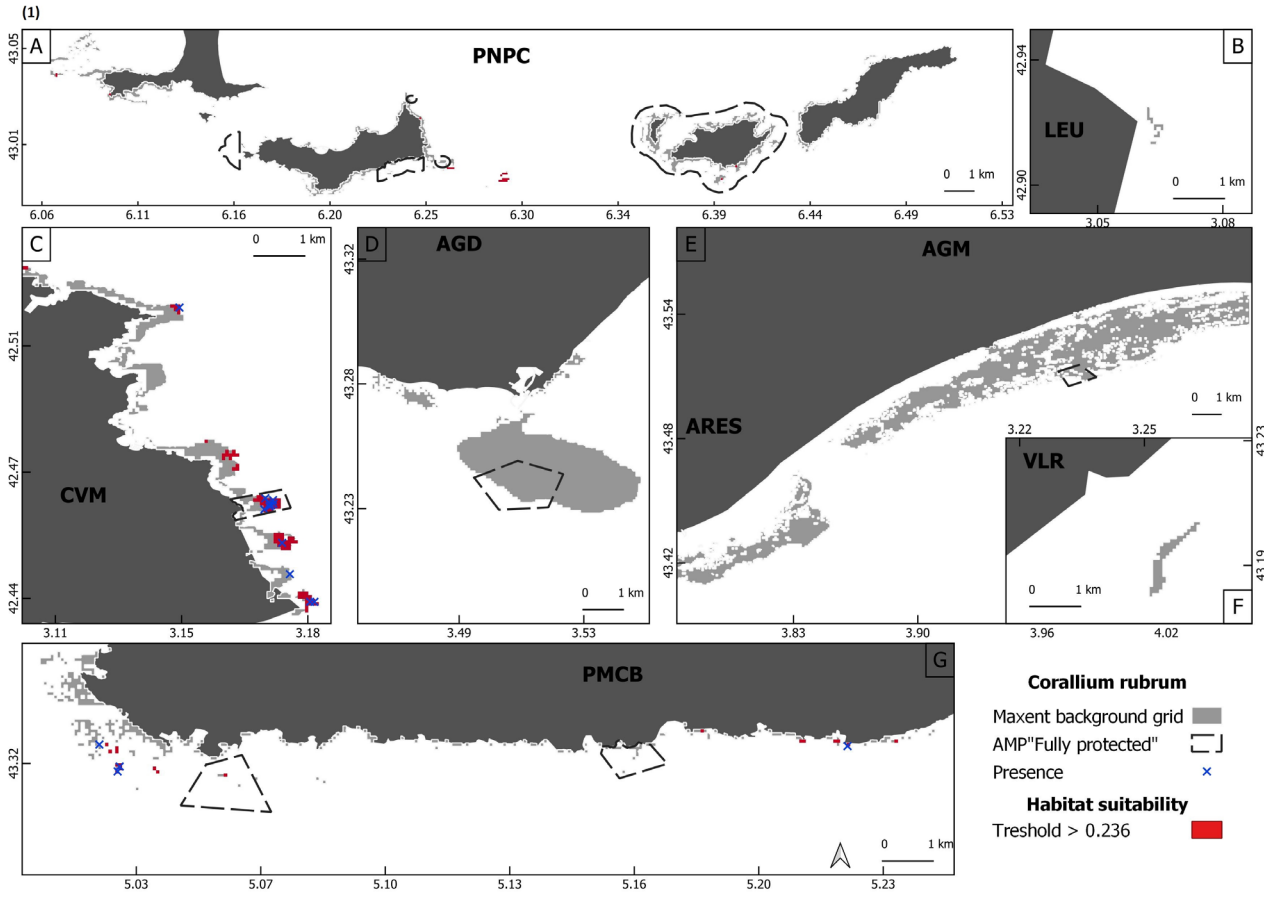 (1)
A
PNPC
43.05
43.01
6.06 6.11 6.16 6.20 6.25 6.30 6.34 6.39 6.44 6.49 6.53
1 km
B
LEU
42.94
42.90
0 1 km
3.05 3.08
C
CVM
0 1 km
42.51
42.47
42.44
3.11 3.15 3.18
D
AGD
43.32
43.28
43.23
0 1 km
3.49 3.53
E
AGM
ARES
43.54
43.48
43.42
0 1 km
3.83 3.90 3.96 4.02
F
VLR
3.22 3.25
43.23
43.19
0 1 km
G
PMCB
43.32
0 1 km
5.03 5.07 5.10 5.13 5.16 5.20 5.23
Corallium rubrum
Maxent background grid
AMP"Fully protected"
Presence
Habitat suitability
Treshold > 0.236